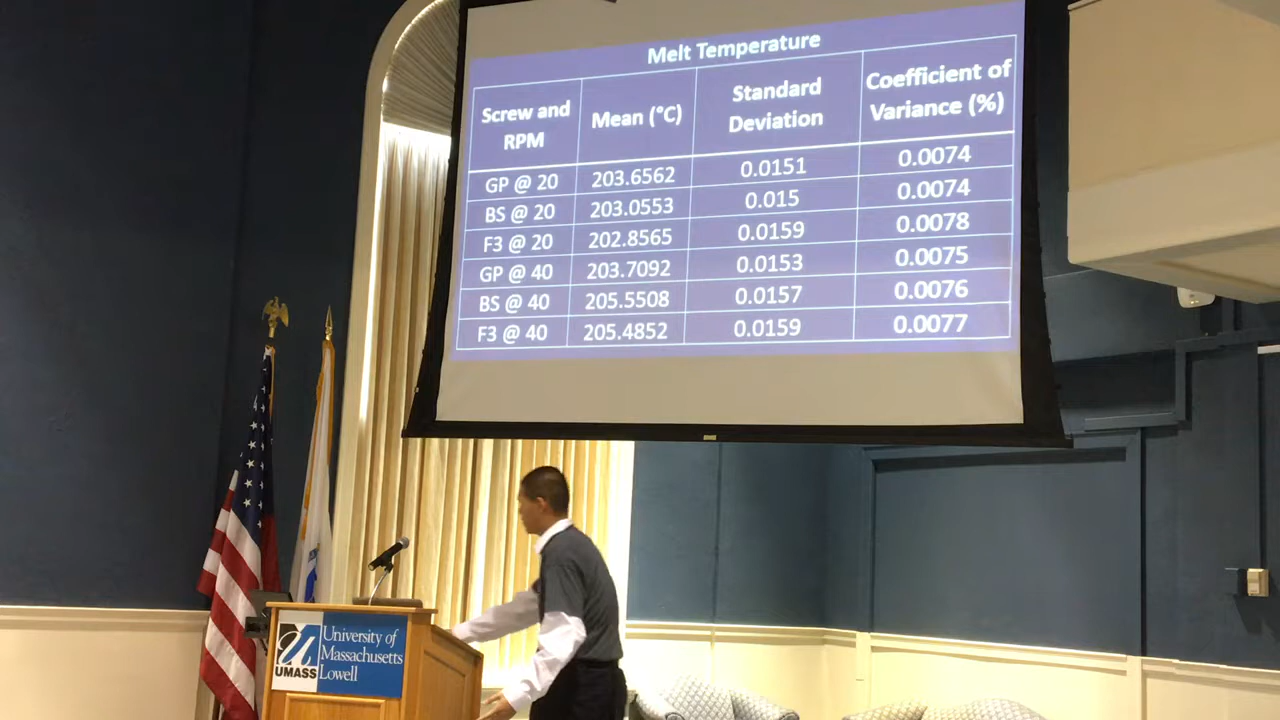 Melt Temperature
Screw and RPM Mean (°C) Standard Deviation Coefficient of Variance (%)
GP @ 20 203.6562 0.0151 0.0074
BS @ 20 203.0553 0.015 0.0074
F3 @ 20 202.8565 0.0159 0.0078
GP @ 40 203.7092 0.0153 0.0075
BS @ 40 205.5508 0.0157 0.0076
F3 @ 40 205.4852 0.0159 0.0077
UMASS
University of
Massachusetts
Lowell